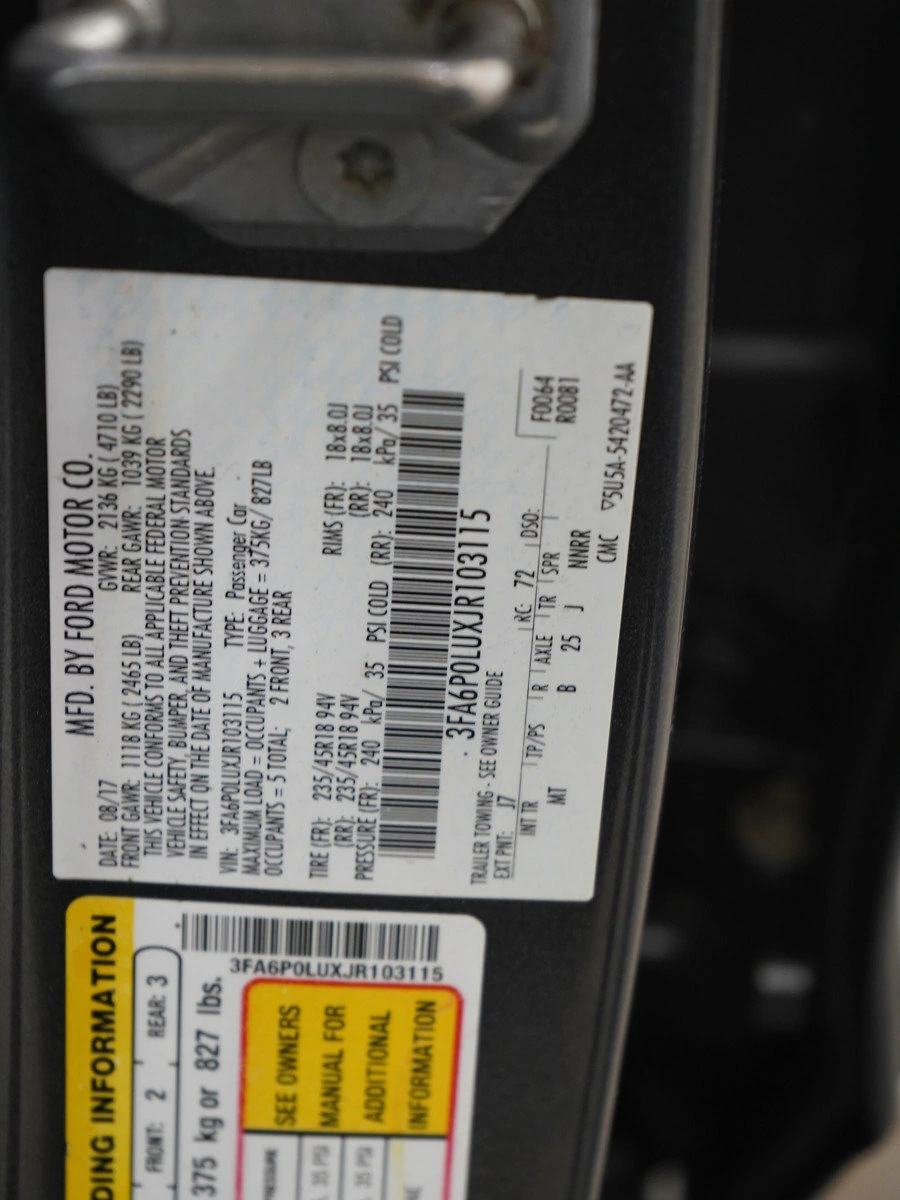 MFD. BY FORD MOTOR CO.
DATE: 08/17 GVWR: 2136 KG ( 4710 LB)
FRONT GAWR: 1118 KG ( 2465 LB) REAR GAWR: 1039 KG ( 2290 LB)
THIS VEHICLE CONFORMS TO ALL APPLICABLE FEDERAL MOTOR
VEHICLE SAFETY, BUMPER, AND THEFT PREVENTION STANDARDS
IN EFFECT ON THE DATE OF MANUFACTURE SHOWN ABOVE.
VIN: 3FA6P0LUXJR103115 TYPE: Passenger Car
MAXIMUM LOAD = OCCUPANTS + LUGGAGE = 375KG/ 827LB
OCCUPANTS = 5 TOTAL; 2 FRONT, 3 REAR
TIRE (FR): 235/45R18 94V RIMS (FR): 18x8.0J
(RR): 235/45R18 94V (RR): 18x8.0J
PRESSURE (FR): 240 kPa/ 35 PSI COLD (RR): 240 kPa/ 35 PSI COLD
3FA6P0LUXJR103115
TRAILER TOWING - SEE OWNER GUIDE
EXT PNT: J7 RC: 72 DSO: F0064
INT TR TP/PS R AXLE TR SPR R0081
MT B 25 J NNRR
CMC ▽5U5A-5420472-AA
DING INFORMATION
FRONT: 2 REAR: 3
3FA6P0LUXJR103115
375 kg or 827 lbs.
SEE OWNERS
MANUAL FOR
ADDITIONAL
INFORMATION
35 PSI
35 PSI